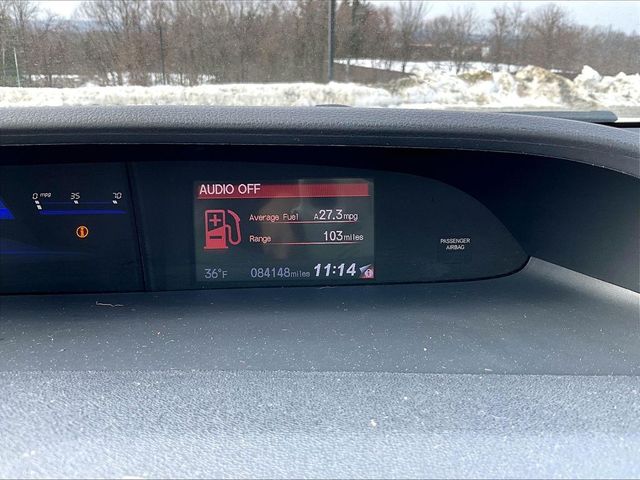 AUDIO OFF
0 mpg 35 70
Average Fuel A27.3mpg
Range 103miles
PASSENGER
AIRBAG
36°F 084148miles 11:14